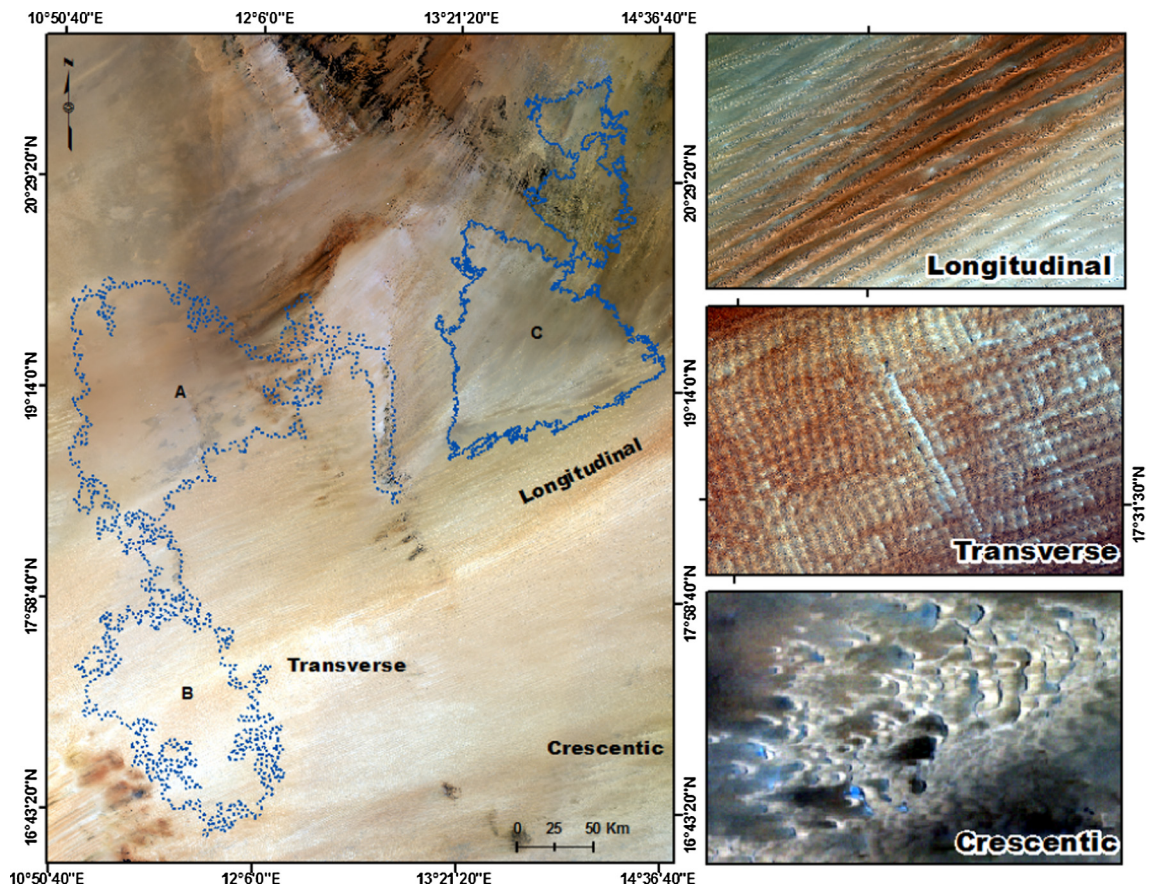 10°50'40"E 12°6'0"E 13°21'20"E 14°36'40"E
N
20°29'20"N
19°14'0"N
17°58'40"N
16°43'20"N
A
B
C
Longitudinal
Transverse
Crescentic
0 25 50 Km
20°29'20"N
19°14'0"N
17°58'40"N
16°43'20"N
10°50'40"E 12°6'0"E 13°21'20"E 14°36'40"E
Longitudinal
Transverse
17°31'30"N
Crescentic